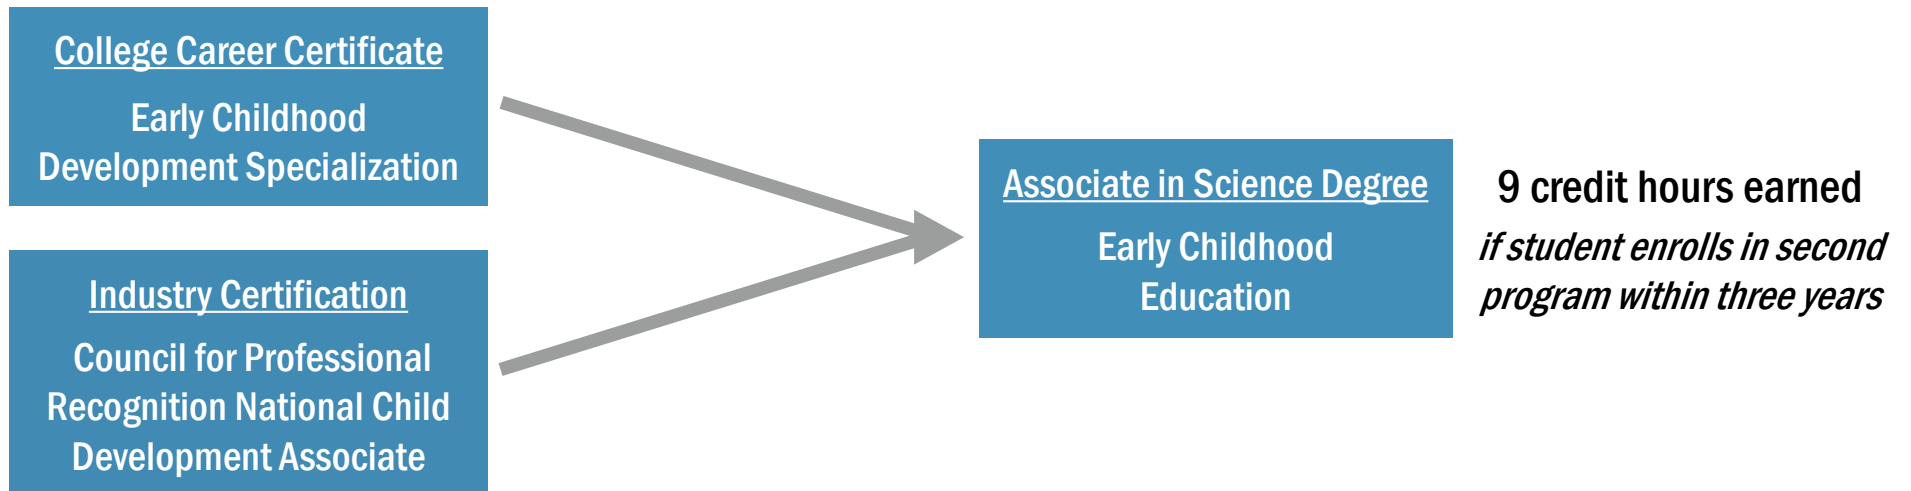 College Career Certificate
Early Childhood
Development Specialization
Industry Certification
Council for Professional
Recognition National Child
Development Associate
Associate in Science Degree
Early Childhood
Education
9 credit hours earned
if student enrolls in second
program within three years